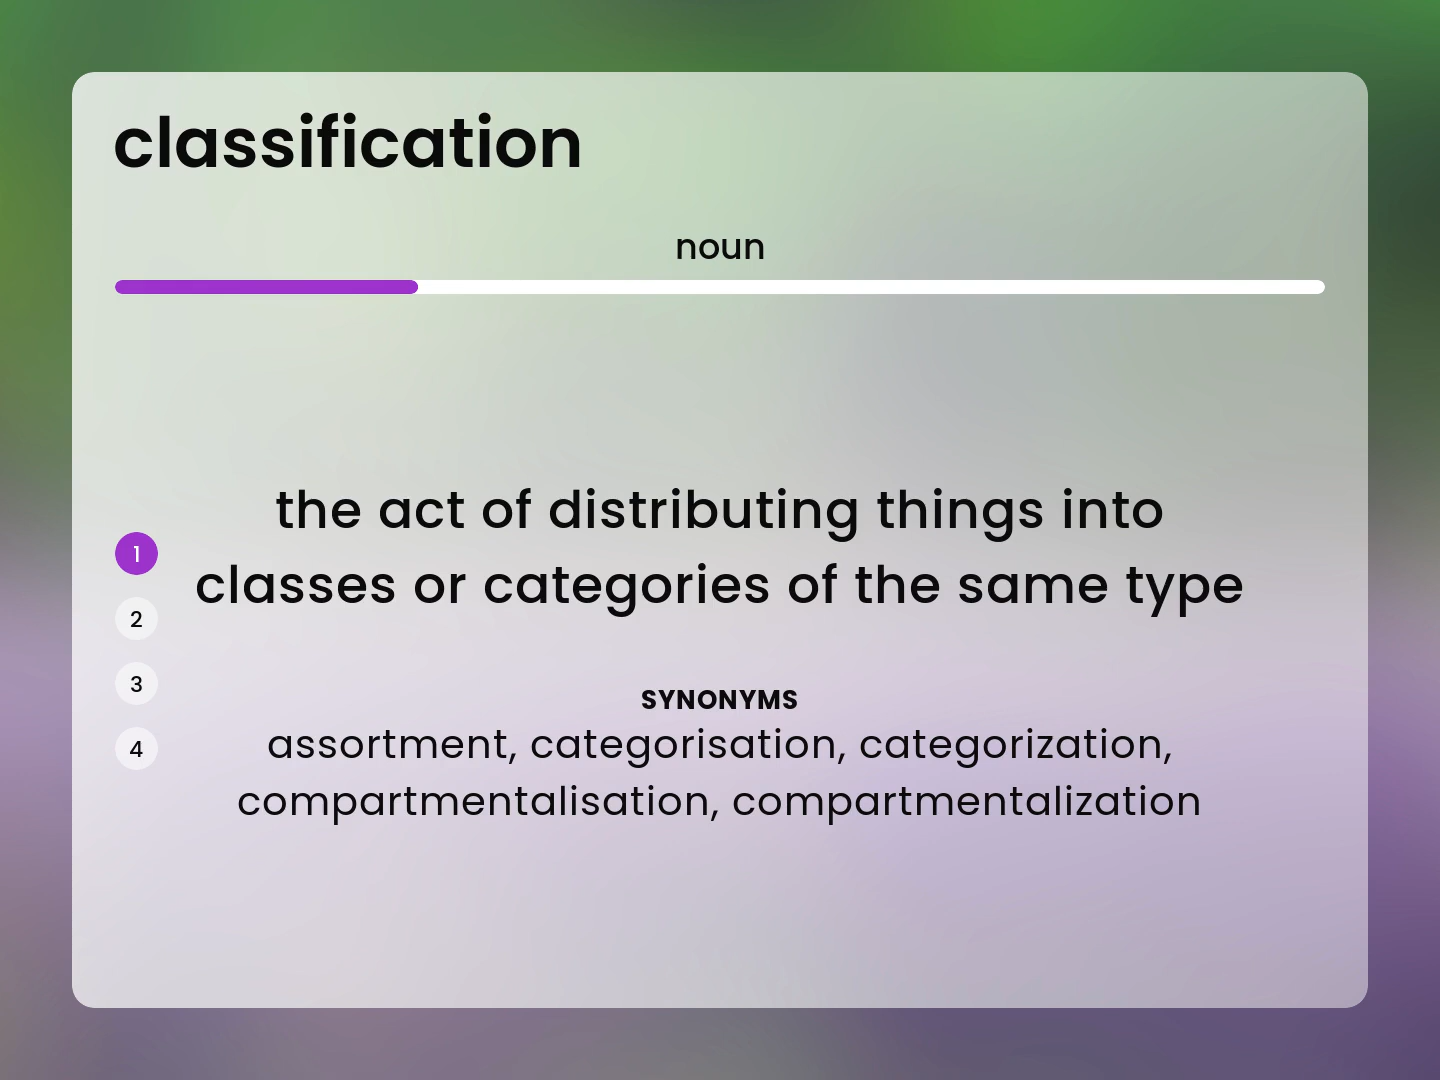 classification
noun
the act of distributing things into
classes or categories of the same type
1
2
3
4
SYNONYMS
assortment, categorisation, categorization,
compartmentalisation, compartmentalization